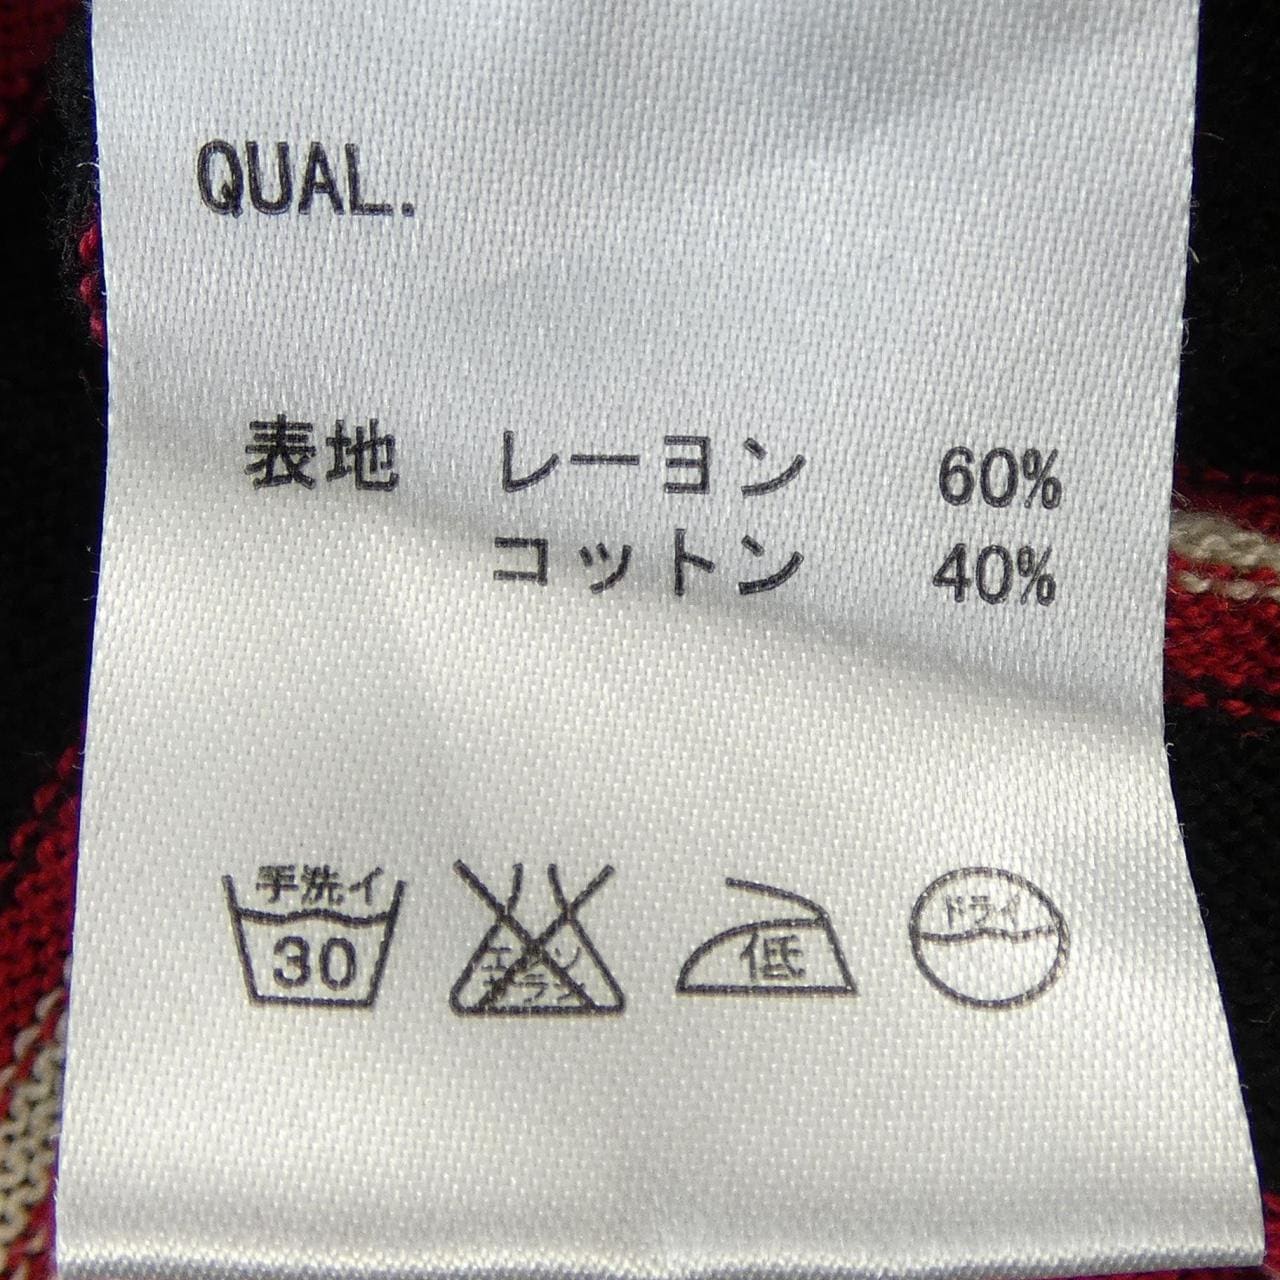 QUAL.
表地 レーヨン 60%
コットン 40%
手洗イ
30
エンソ
サラシ
低
ドライ